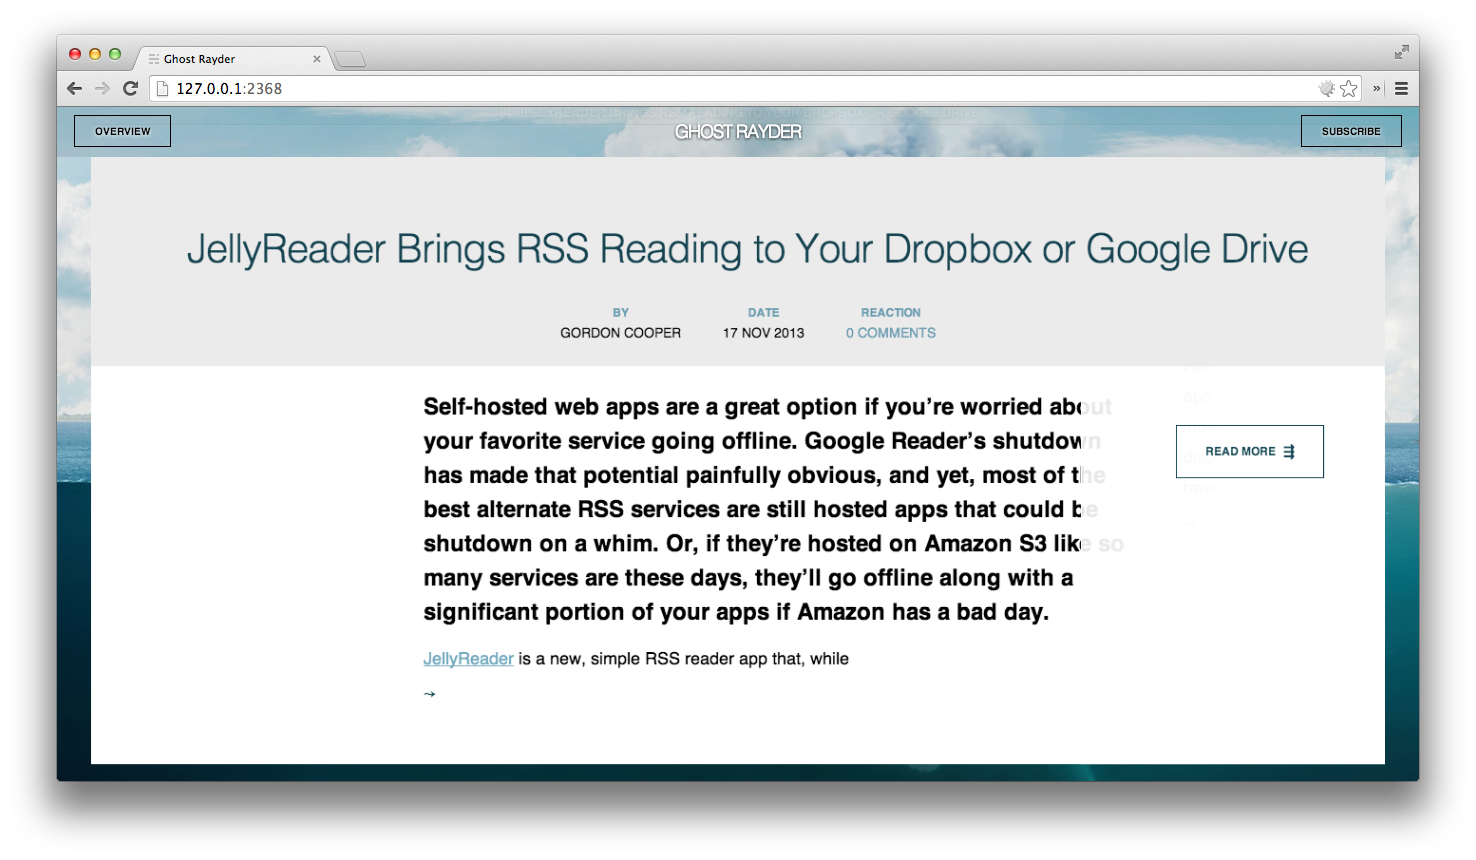 Ghost Rayder
127.0.0.1:2368
OVERVIEW
GHOST RAYDER
SUBSCRIBE
JellyReader Brings RSS Reading to Your Dropbox or Google Drive
BY
GORDON COOPER
DATE
17 NOV 2013
REACTION
0 COMMENTS
Self-hosted web apps are a great option if you’re worried about
your favorite service going offline. Google Reader’s shutdown
has made that potential painfully obvious, and yet, most of the
best alternate RSS services are still hosted apps that could be
shutdown on a whim. Or, if they’re hosted on Amazon S3 like so
many services are these days, they’ll go offline along with a
significant portion of your apps if Amazon has a bad day.
JellyReader is a new, simple RSS reader app that, while
→
READ MORE